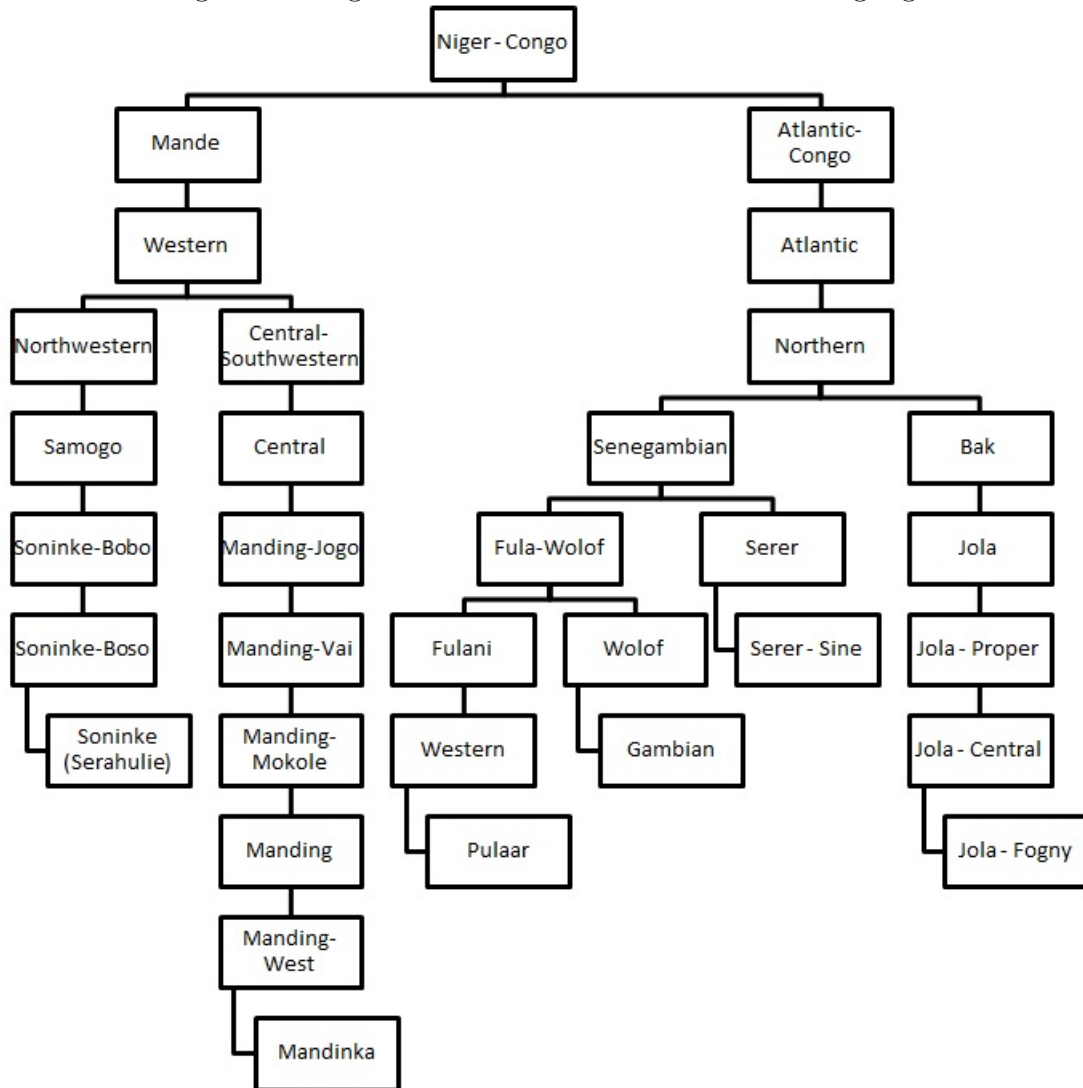 Niger - Congo
Mande
Atlantic-
Congo
Western
Atlantic
Northwestern
Central-
Southwestern
Northern
Samogo
Central
Senegambian
Bak
Soninke-Bobo
Manding-Jogo
Fula-Wolof
Serer
Jola
Soninke-Boso
Manding-Vai
Fulani
Wolof
Serer - Sine
Jola - Proper
Soninke
(Serahulie)
Manding-
Mokole
Western
Gambian
Jola - Central
Manding
Pulaar
Jola - Fogny
Manding-
West
Mandinka